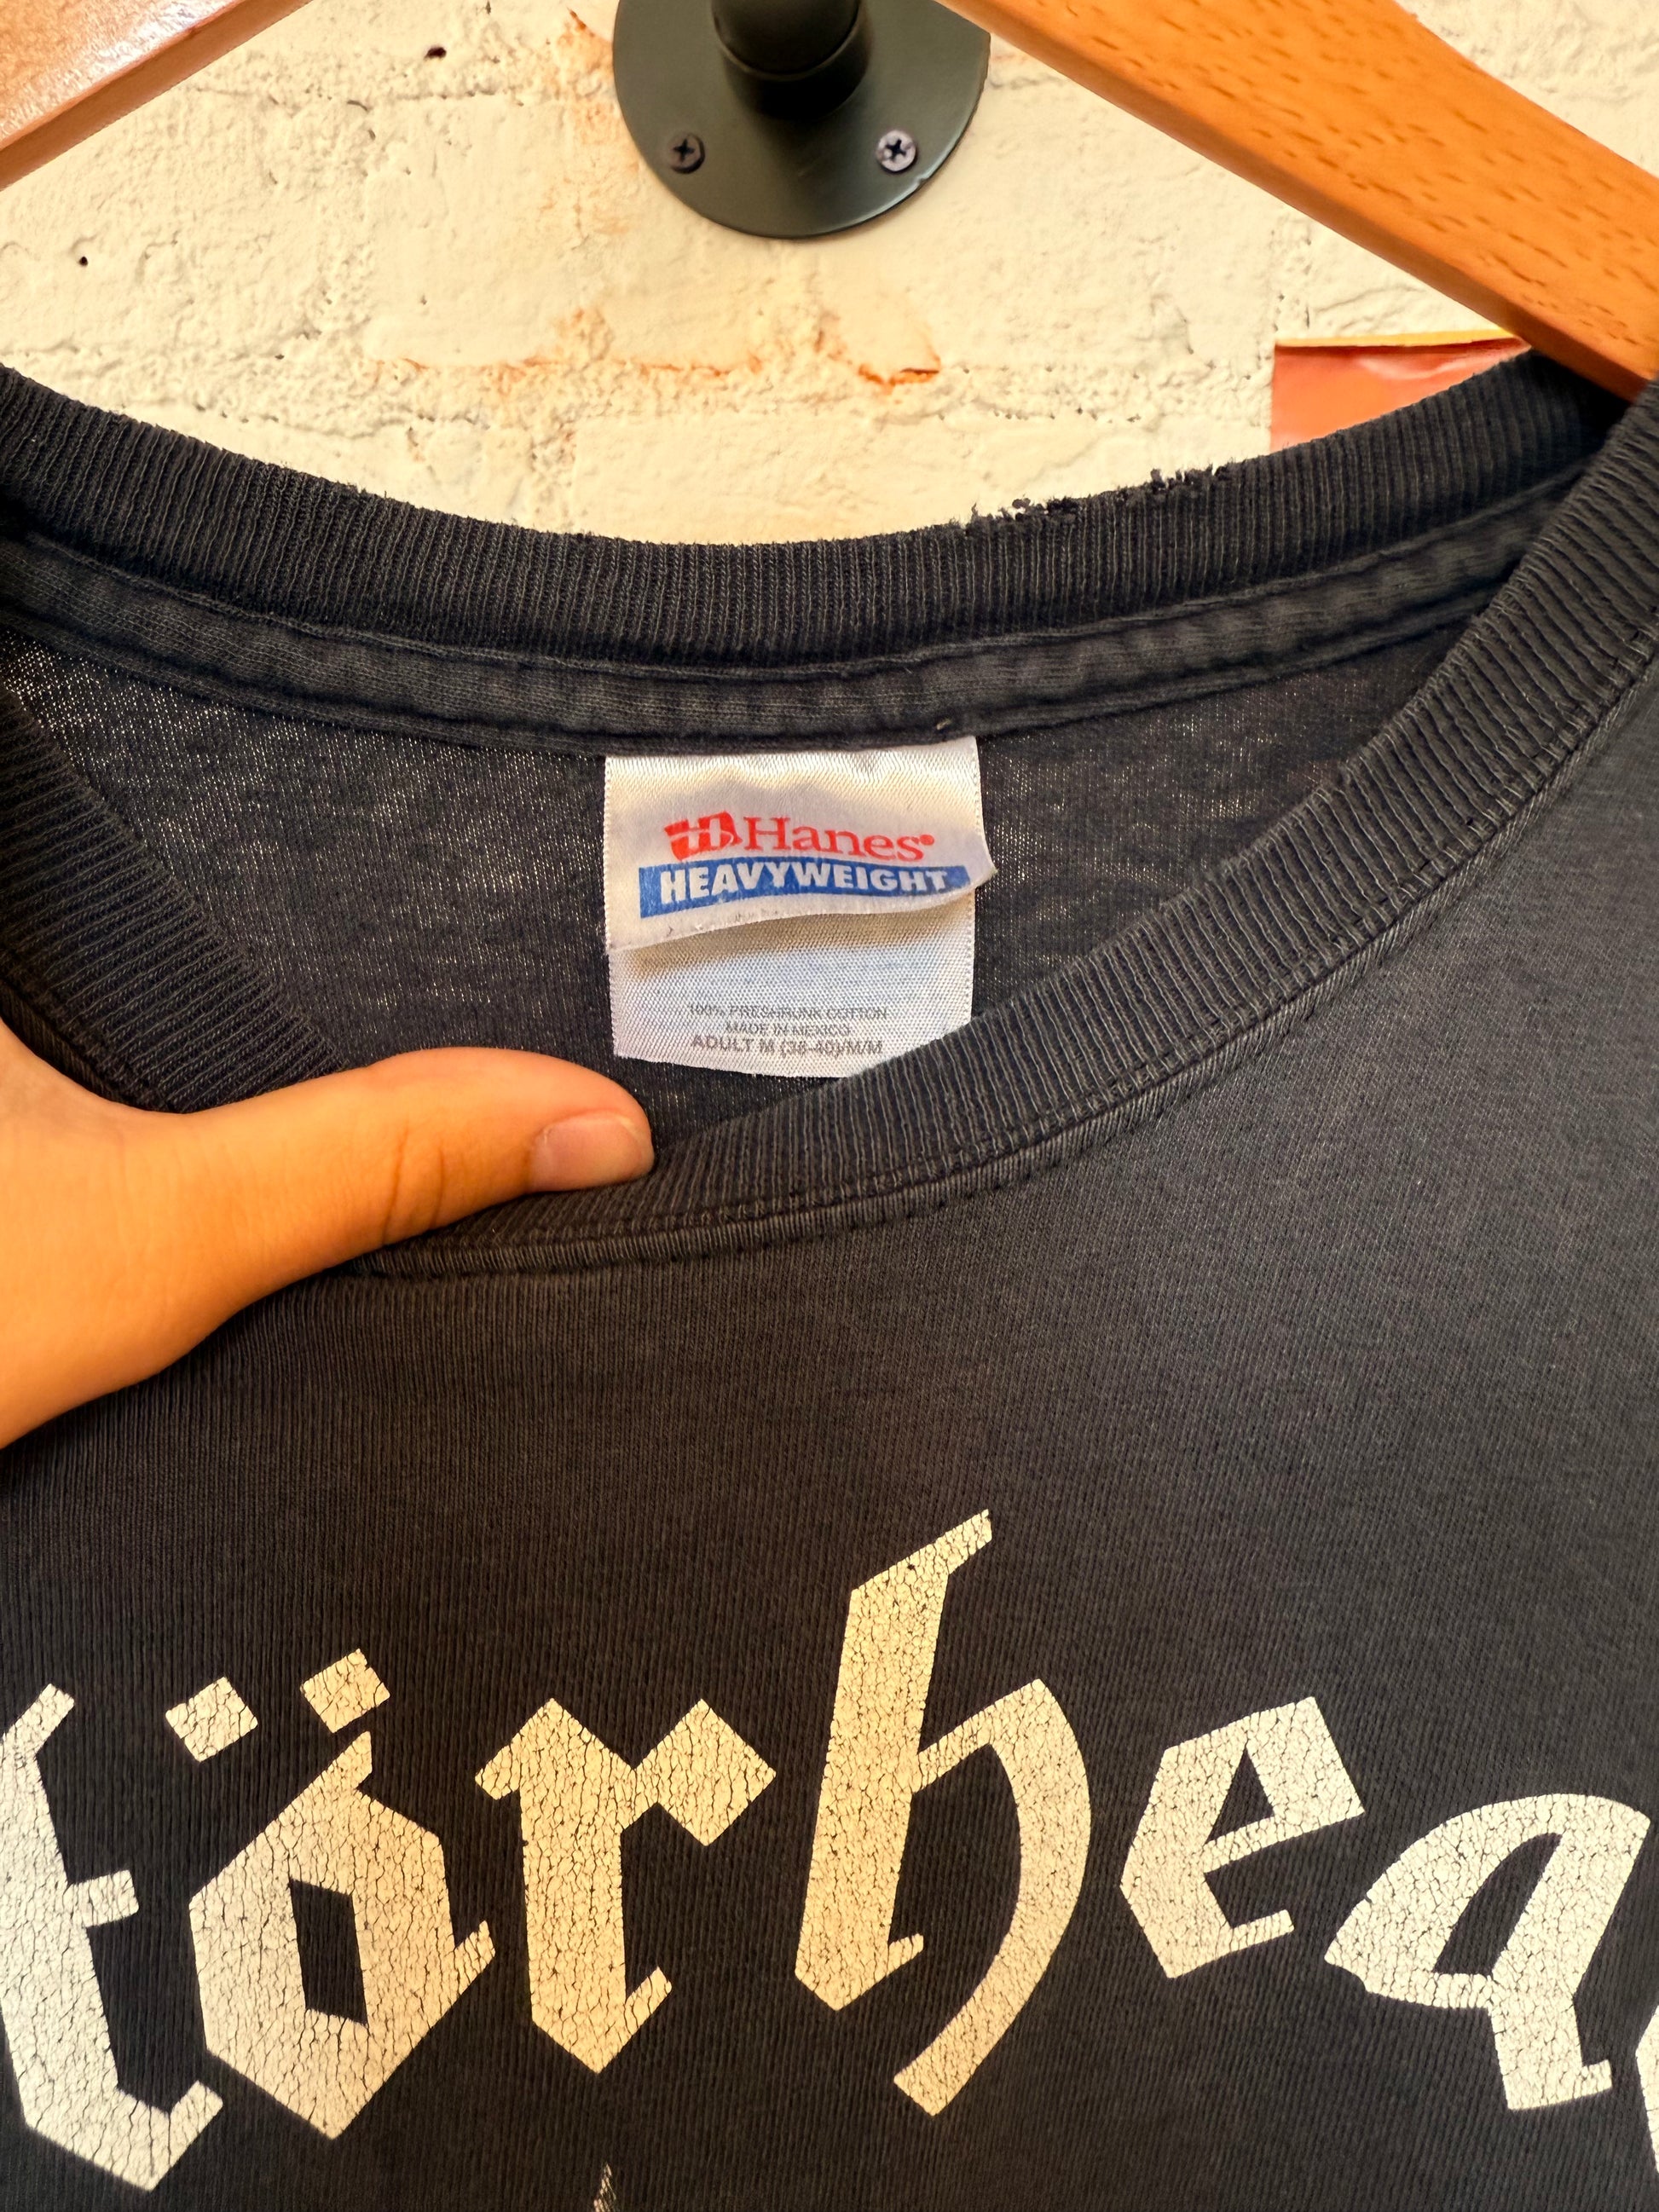 Hanes®
HEAVYWEIGHT
100% PRESHRUNK COTTON
MADE IN MEXICO
ADULT M (38-40)/M/M
törhea